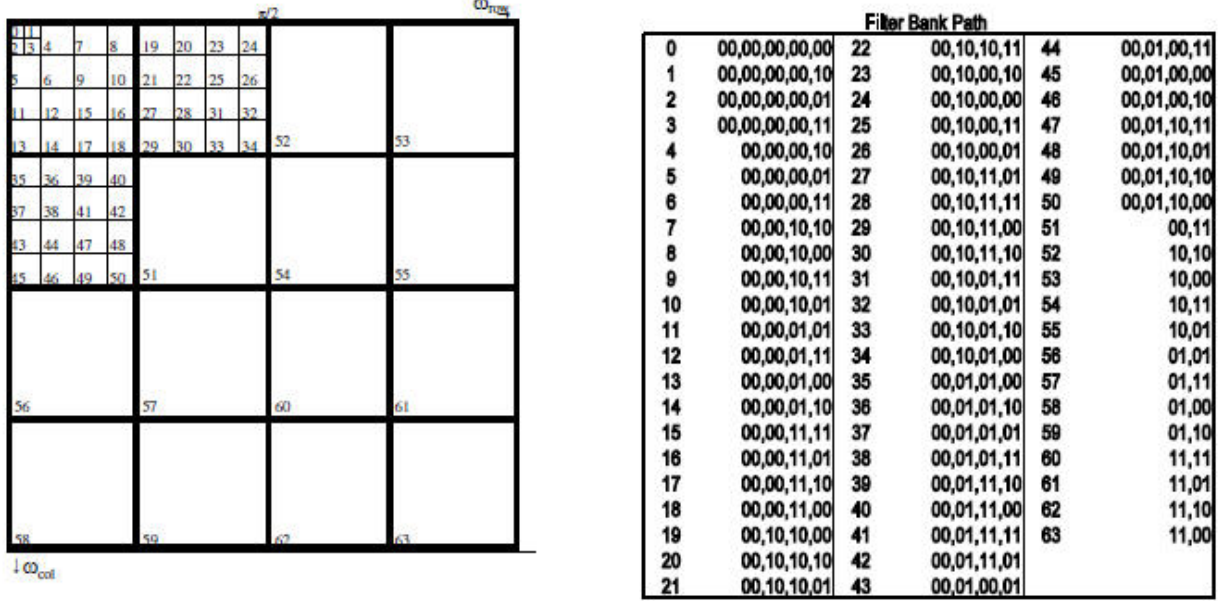 π/2 ω_row
0 1
2 3 4 7 8 19 20 23 24
5 6 9 10 21 22 25 26
11 12 15 16 27 28 31 32
13 14 17 18 29 30 33 34 52 53
35 36 39 40
37 38 41 42
43 44 47 48
45 46 49 50 51 54 55
56 57 60 61
58 59 62 63
↓ω_col
Filter Bank Path
0 00,00,00,00,00 22 00,10,10,11 44 00,01,00,11
1 00,00,00,00,10 23 00,10,00,10 45 00,01,00,00
2 00,00,00,00,01 24 00,10,00,00 46 00,01,00,10
3 00,00,00,00,11 25 00,10,00,11 47 00,01,10,11
4 00,00,00,10 26 00,10,00,01 48 00,01,10,01
5 00,00,00,01 27 00,10,11,01 49 00,01,10,10
6 00,00,00,11 28 00,10,11,11 50 00,01,10,00
7 00,00,10,10 29 00,10,11,00 51 00,11
8 00,00,10,00 30 00,10,11,10 52 10,10
9 00,00,10,11 31 00,10,01,11 53 10,00
10 00,00,10,01 32 00,10,01,01 54 10,11
11 00,00,01,01 33 00,10,01,10 55 10,01
12 00,00,01,11 34 00,10,01,00 56 01,01
13 00,00,01,00 35 00,01,01,00 57 01,11
14 00,00,01,10 36 00,01,01,10 58 01,00
15 00,00,11,11 37 00,01,01,01 59 01,10
16 00,00,11,01 38 00,01,01,11 60 11,11
17 00,00,11,10 39 00,01,11,10 61 11,01
18 00,00,11,00 40 00,01,11,00 62 11,10
19 00,10,10,00 41 00,01,11,11 63 11,00
20 00,10,10,10 42 00,01,11,01
21 00,10,10,01 43 00,01,00,01